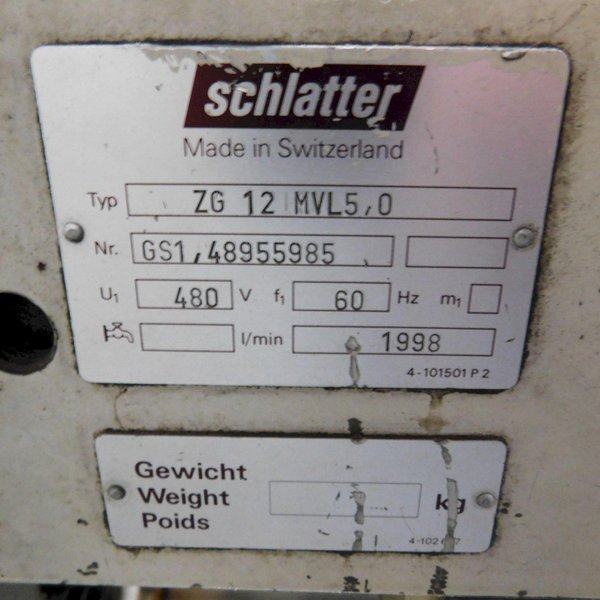 schlatter
Made in Switzerland
Typ ZG 12 MVL5,0
Nr. GS1,48955985
U1 480 V f1 60 Hz m1
l/min 1998
4-101501 P 2
Gewicht
Weight kg
Poids